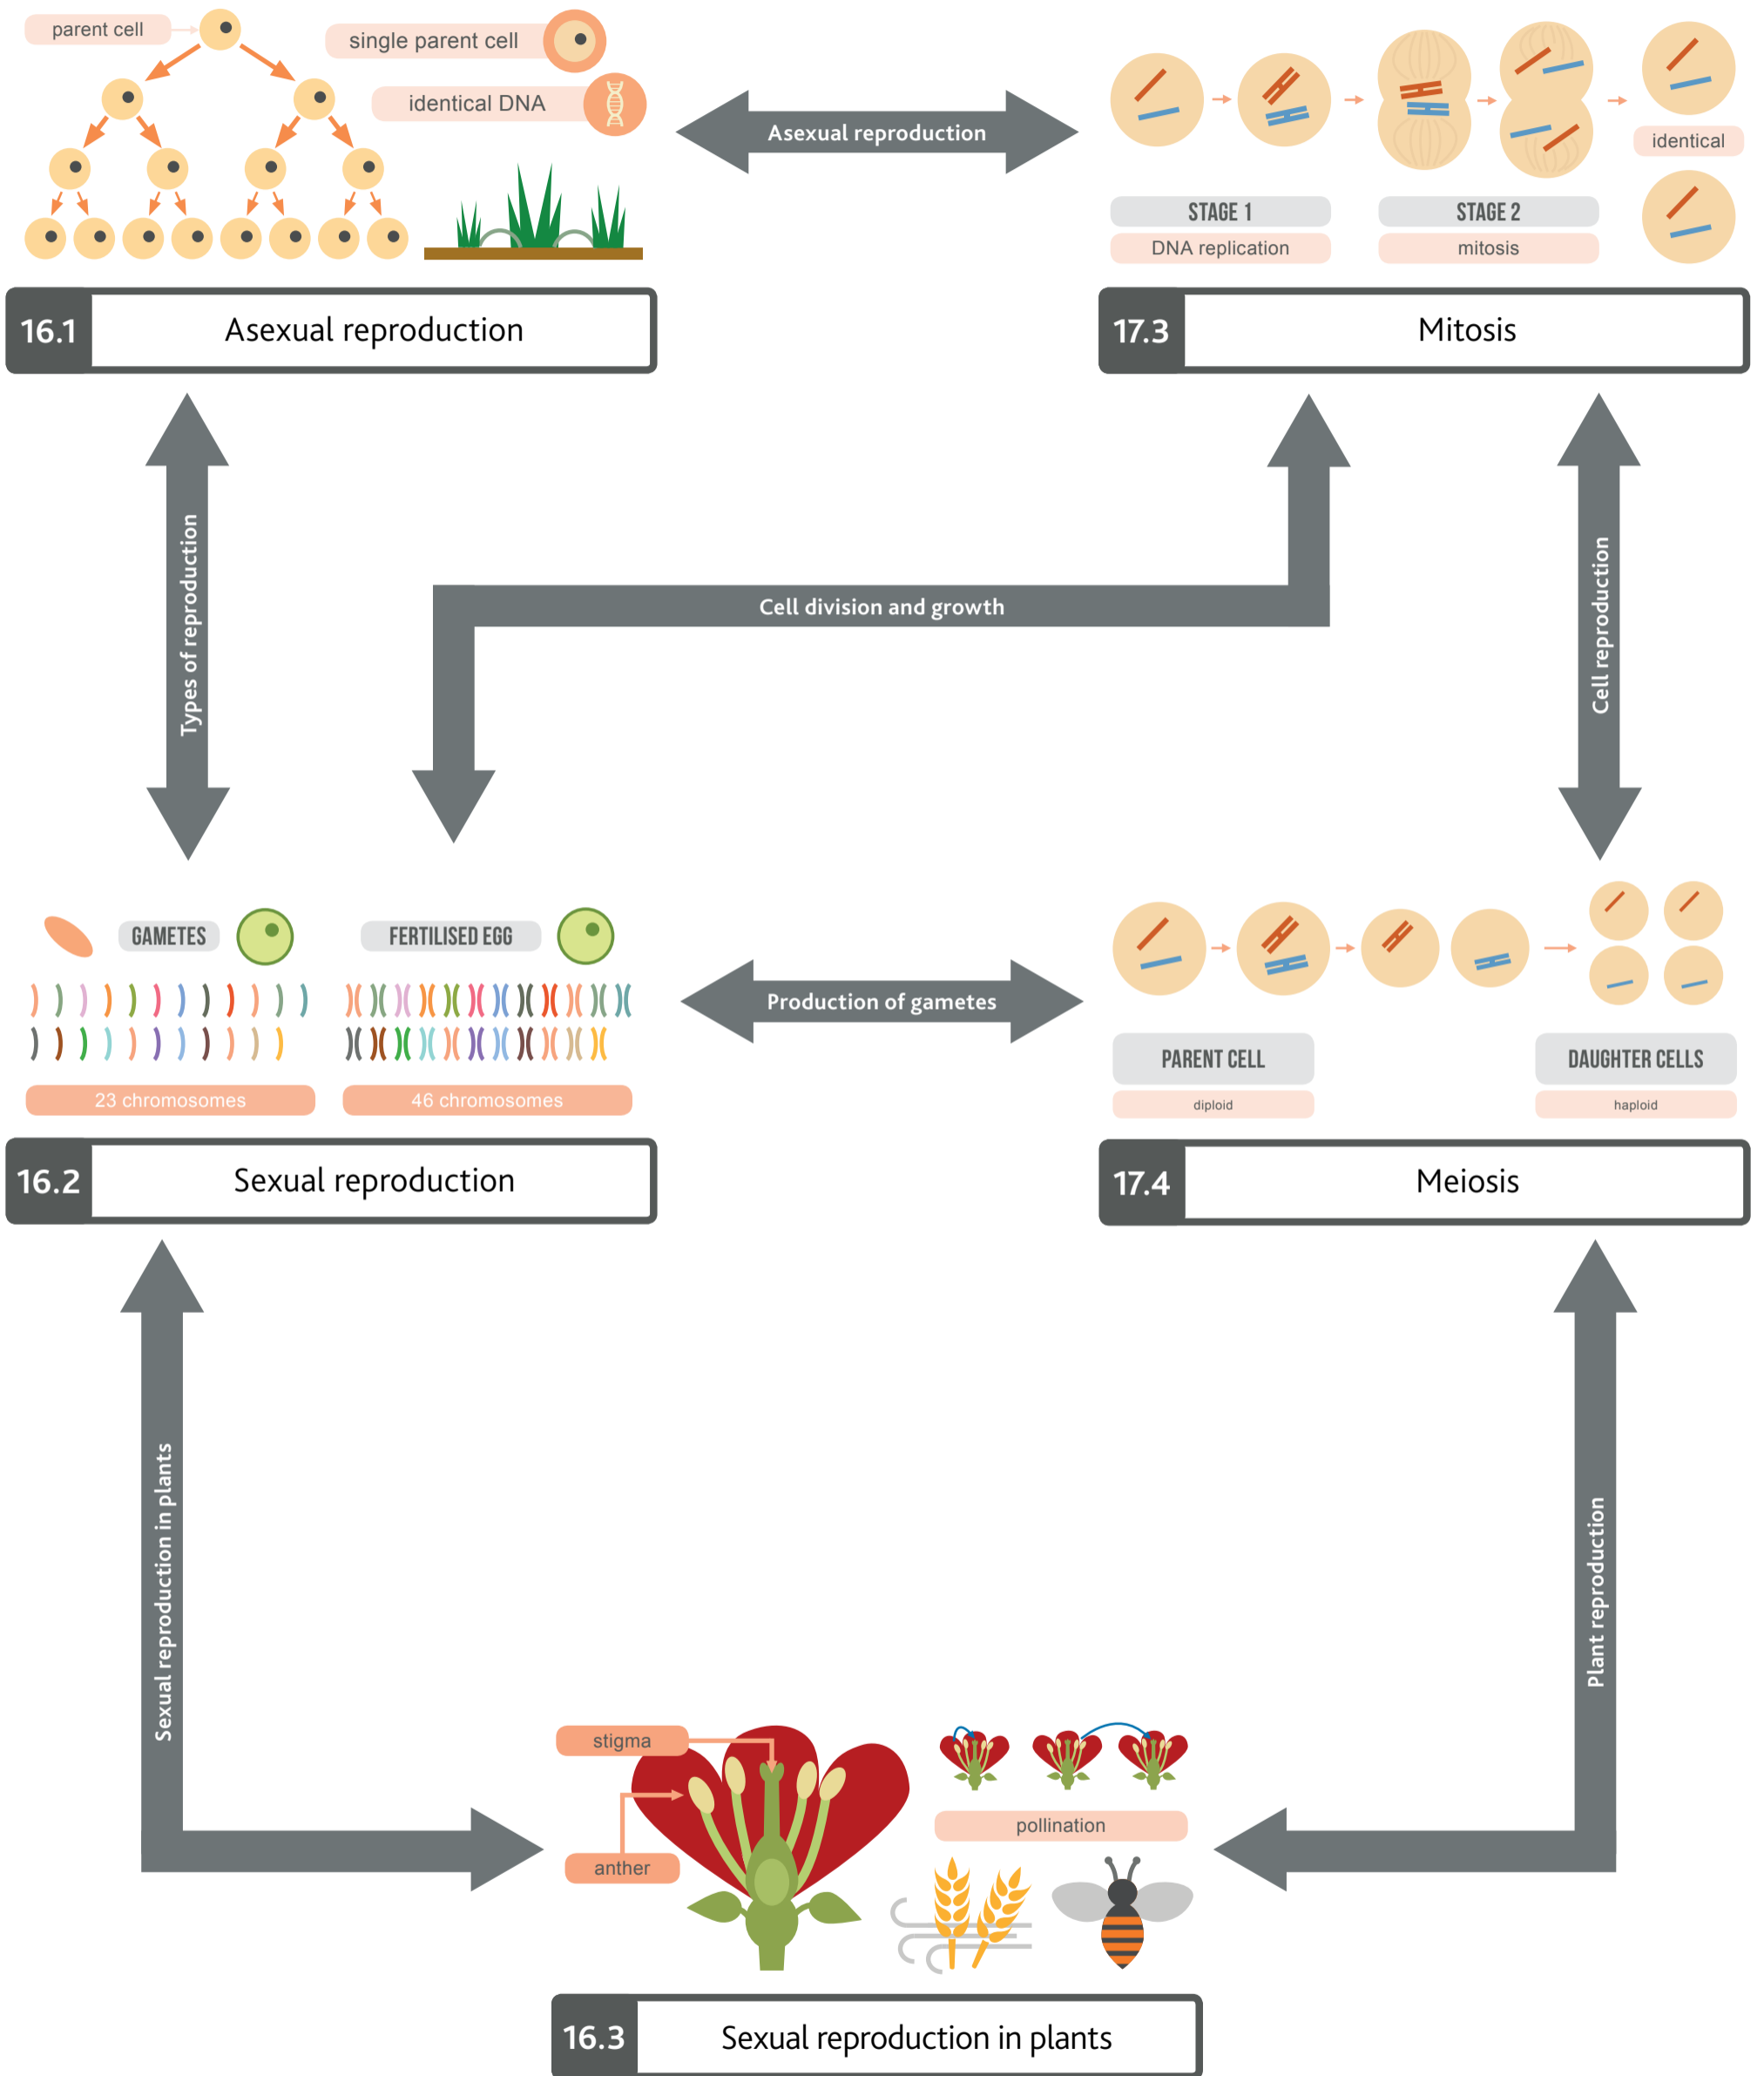 parent cell
single parent cell
identical DNA
Asexual reproduction
identical
STAGE 1
STAGE 2
DNA replication
mitosis
16.1
Asexual reproduction
17.3
Mitosis
Types of reproduction
Cell division and growth
Cell reproduction
GAMETES
FERTILISED EGG
23 chromosomes
46 chromosomes
Production of gametes
PARENT CELL
DAUGHTER CELLS
diploid
haploid
16.2
Sexual reproduction
17.4
Meiosis
Sexual reproduction in plants
Plant reproduction
stigma
anther
pollination
16.3
Sexual reproduction in plants